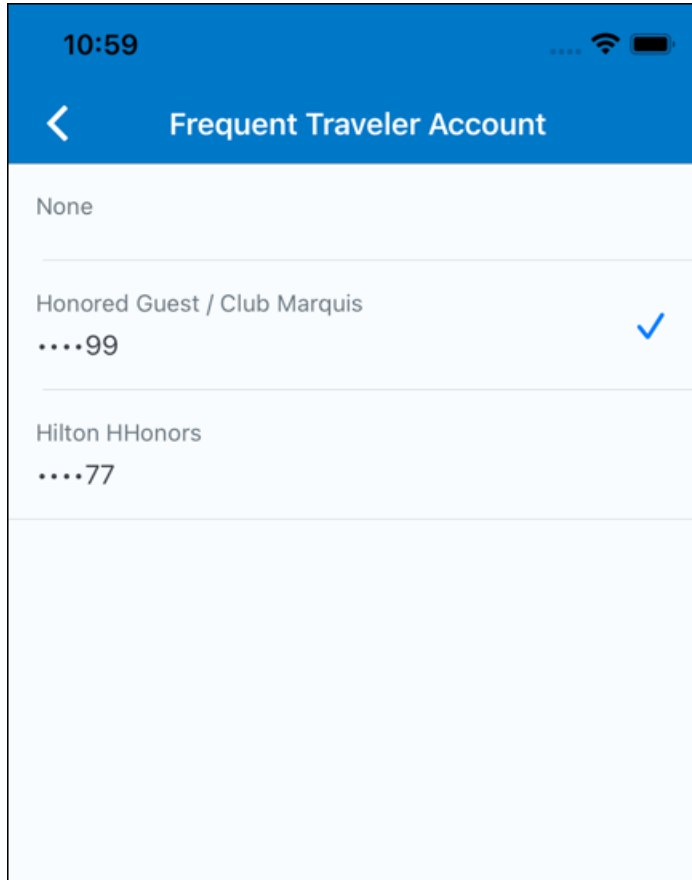 10:59
Frequent Traveler Account
None
Honored Guest / Club Marquis
••••99
Hilton HHonors
••••77